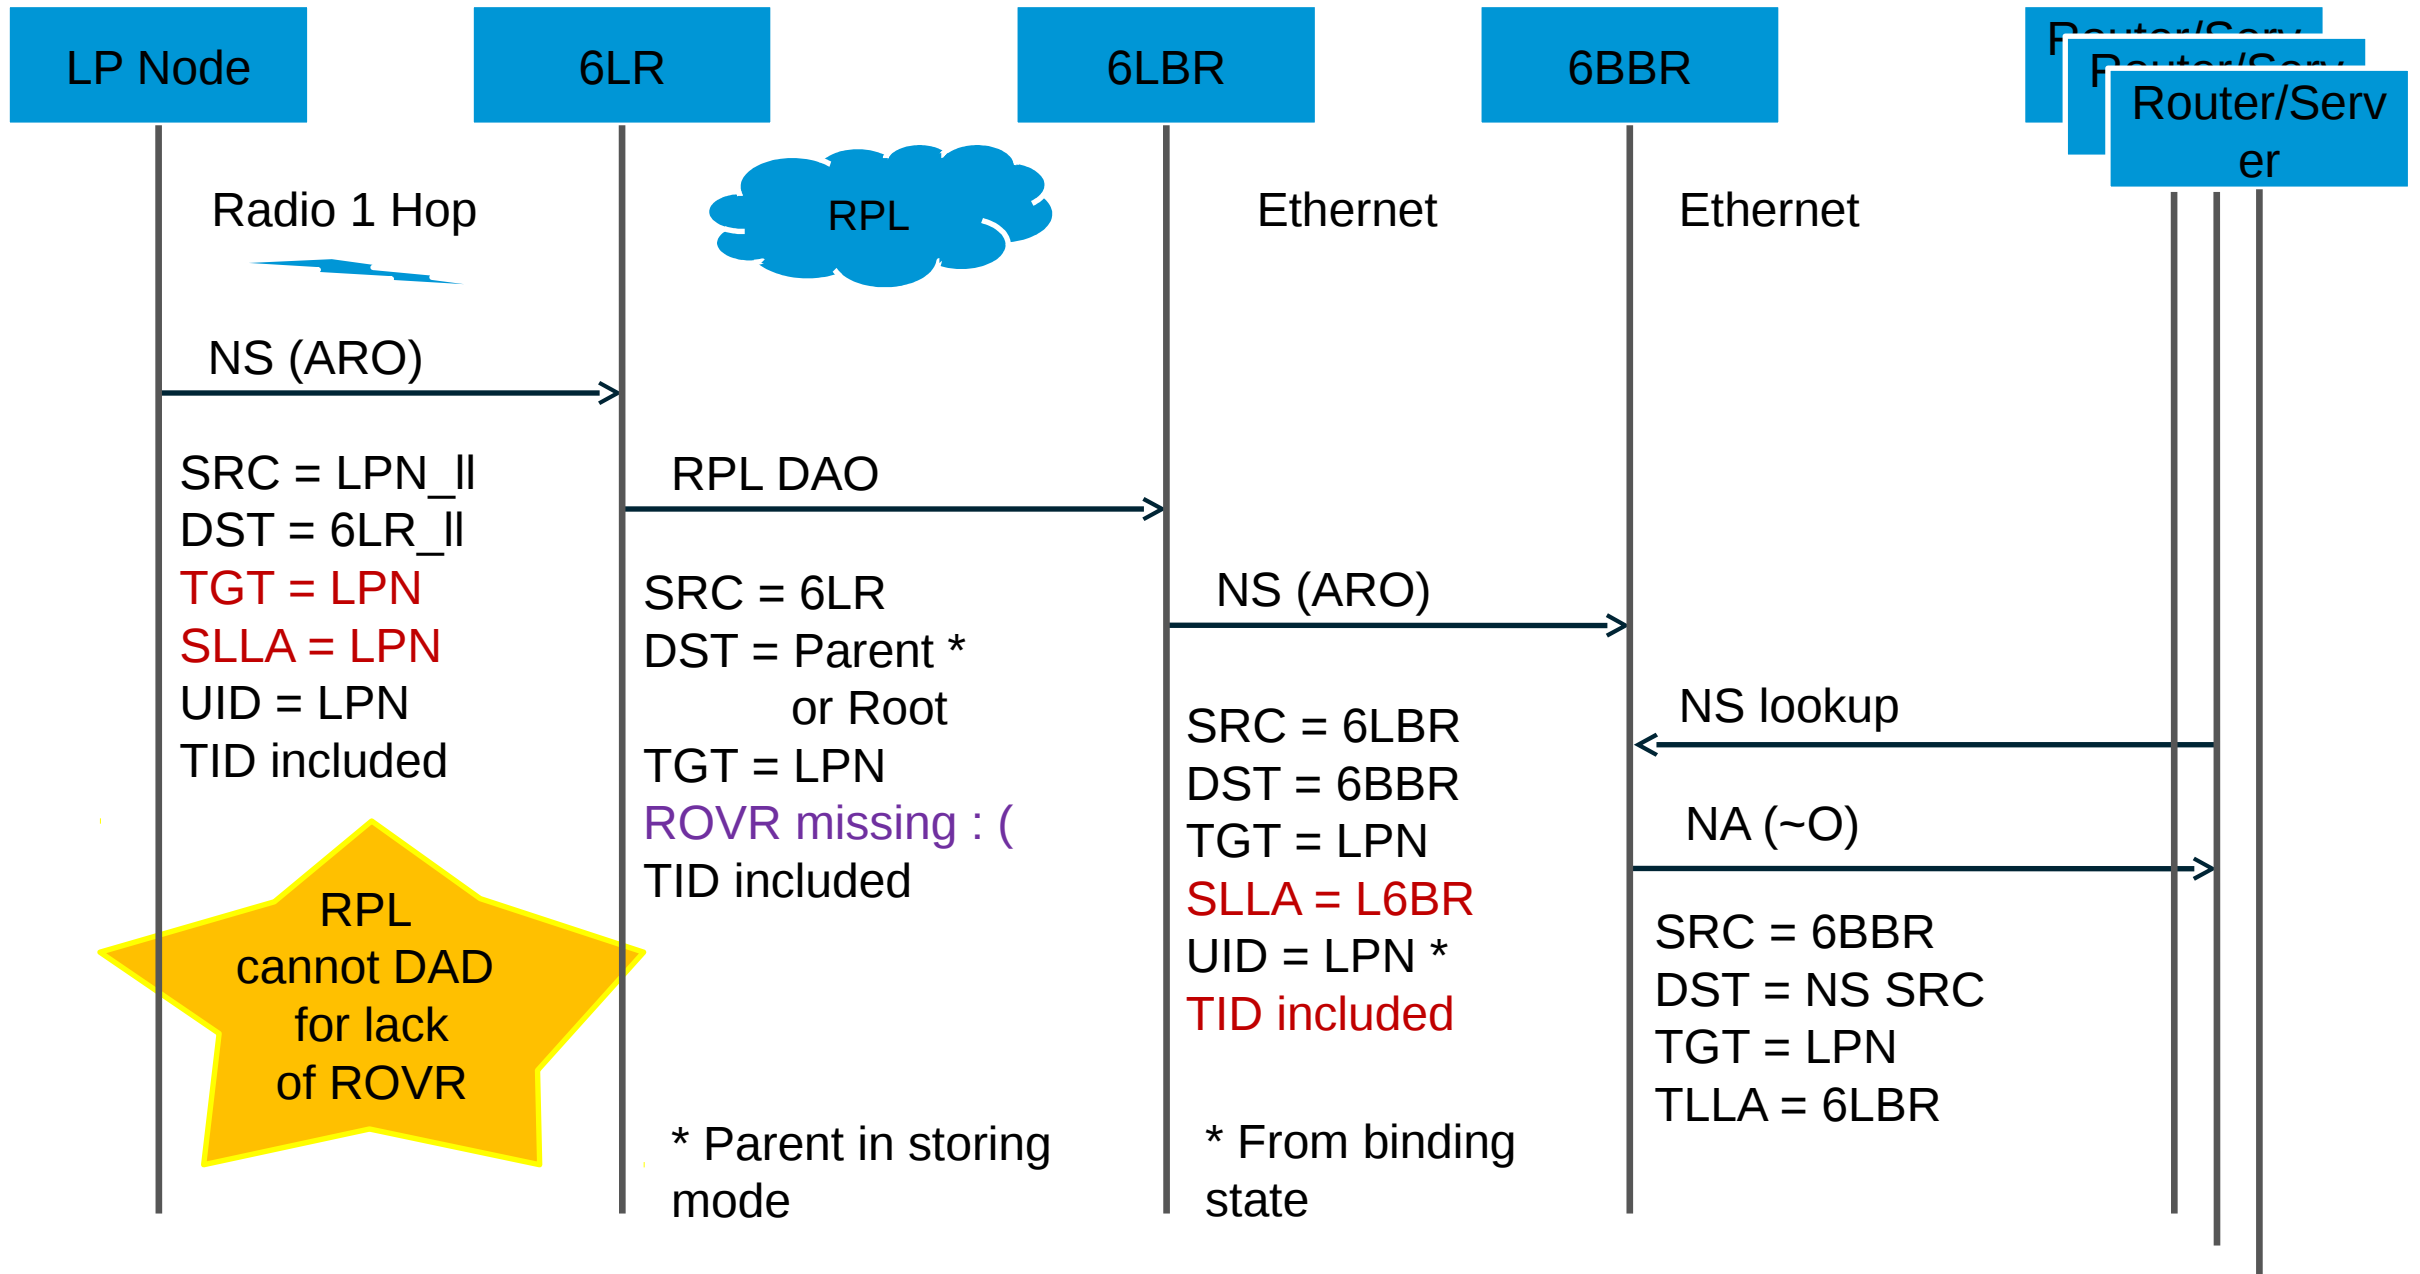 LP Node
6LR
6LBR
6BBR
Router/Serv
Router/Serv
Router/Serv
er
Radio 1 Hop
RPL
Ethernet
Ethernet
NS (ARO)
SRC = LPN_ll
DST = 6LR_ll
TGT = LPN
SLLA = LPN
UID = LPN
TID included
RPL
cannot DAD
for lack
of ROVR
RPL DAO
SRC = 6LR
DST = Parent *
or Root
TGT = LPN
ROVR missing : (
TID included
* Parent in storing
mode
NS (ARO)
SRC = 6LBR
DST = 6BBR
TGT = LPN
SLLA = L6BR
UID = LPN *
TID included
* From binding
state
NS lookup
NA (~O)
SRC = 6BBR
DST = NS SRC
TGT = LPN
TLLA = 6LBR